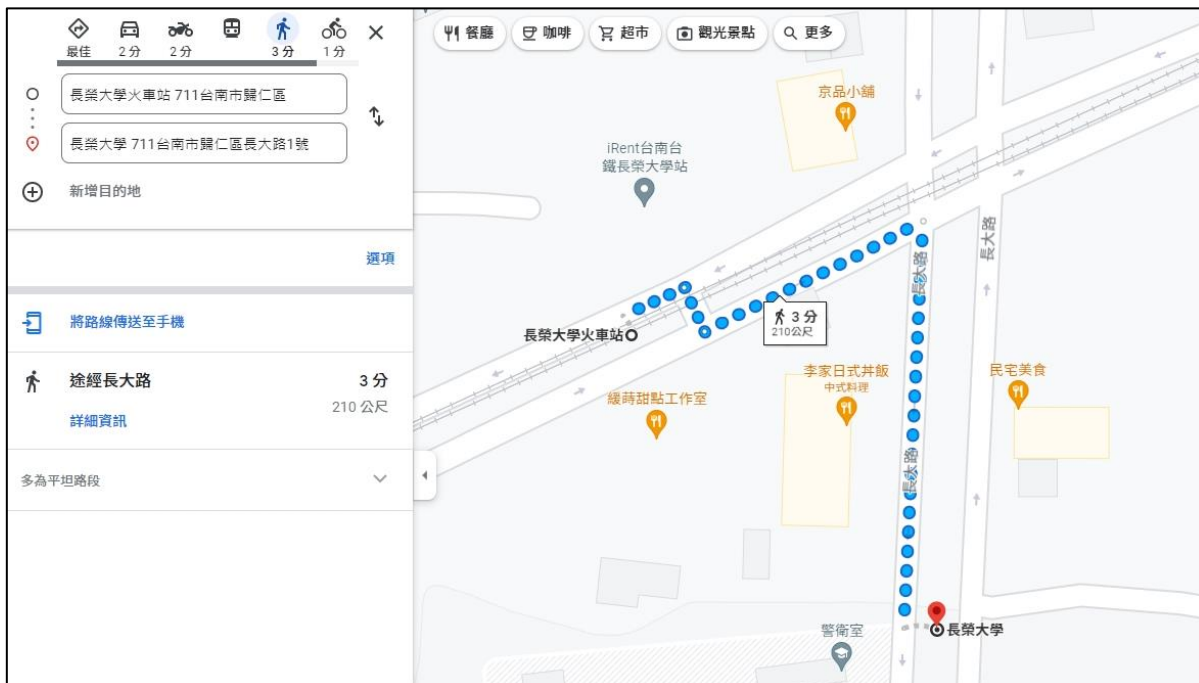 最佳
2 分
2 分
3 分
1 分
長榮大學火車站 711台南市歸仁區
長榮大學 711台南市歸仁區長大路1號
新增目的地
選項
將路線傳送至手機
途經長大路
3 分
210 公尺
詳細資訊
多為平坦路段
餐廳
咖啡
超市
觀光景點
更多
京品小舖
iRent台南台
鐵長榮大學站
長大路
長大路
長榮大學火車站
3 分
210公尺
李家日式丼飯
中式料理
民宅美食
緩蒔甜點工作室
長大路
長大路
警衛室
長榮大學